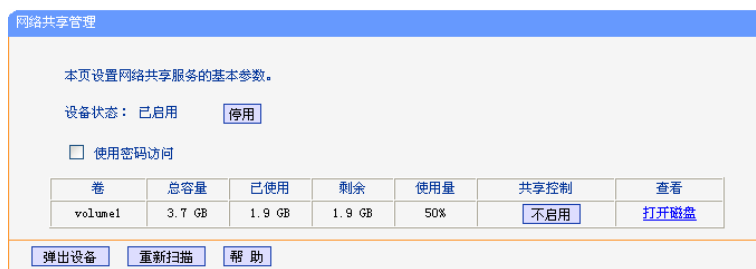 网络共享管理
本页设置网络共享服务的基本参数。
设备状态： 已启用 停用
使用密码访问
卷 总容量 已使用 剩余 使用量 共享控制 查看
volume1 3.7 GB 1.9 GB 1.9 GB 50% 不启用 打开磁盘
弹出设备 重新扫描 帮 助